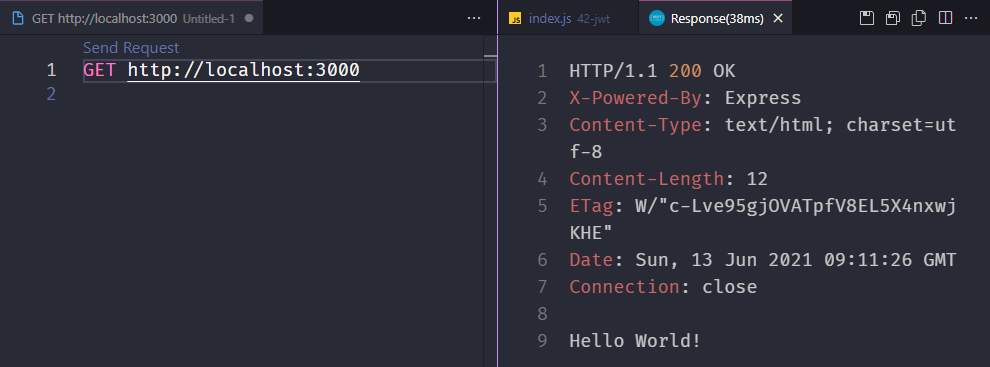 GET http://localhost:3000 Untitled-1
Send Request
1 GET http://localhost:3000
2
JS index.js 42-jwt
Response(38ms)
1 HTTP/1.1 200 OK
2 X-Powered-By: Express
3 Content-Type: text/html; charset=ut
f-8
4 Content-Length: 12
5 ETag: W/"c-Lve95gjOVATpfV8EL5X4nxwj
KHE"
6 Date: Sun, 13 Jun 2021 09:11:26 GMT
7 Connection: close
8
9 Hello World!